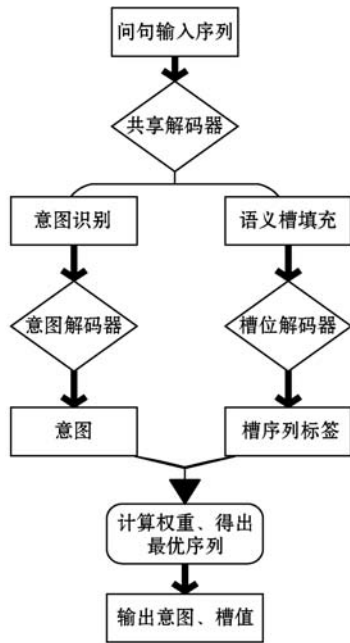 问句输入序列
共享解码器
意图识别
语义槽填充
意图解码器
槽位解码器
意图
槽序列标签
计算权重、得出
最优序列
输出意图、槽值